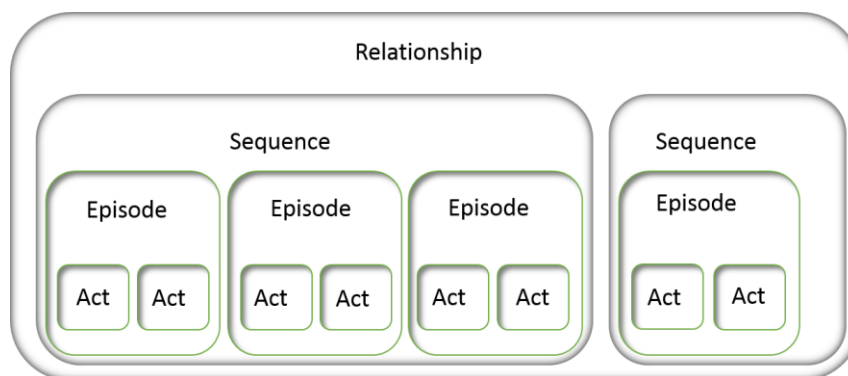 Relationship
Sequence Sequence
Episode Episode Episode Episode
Act Act Act Act Act Act Act Act